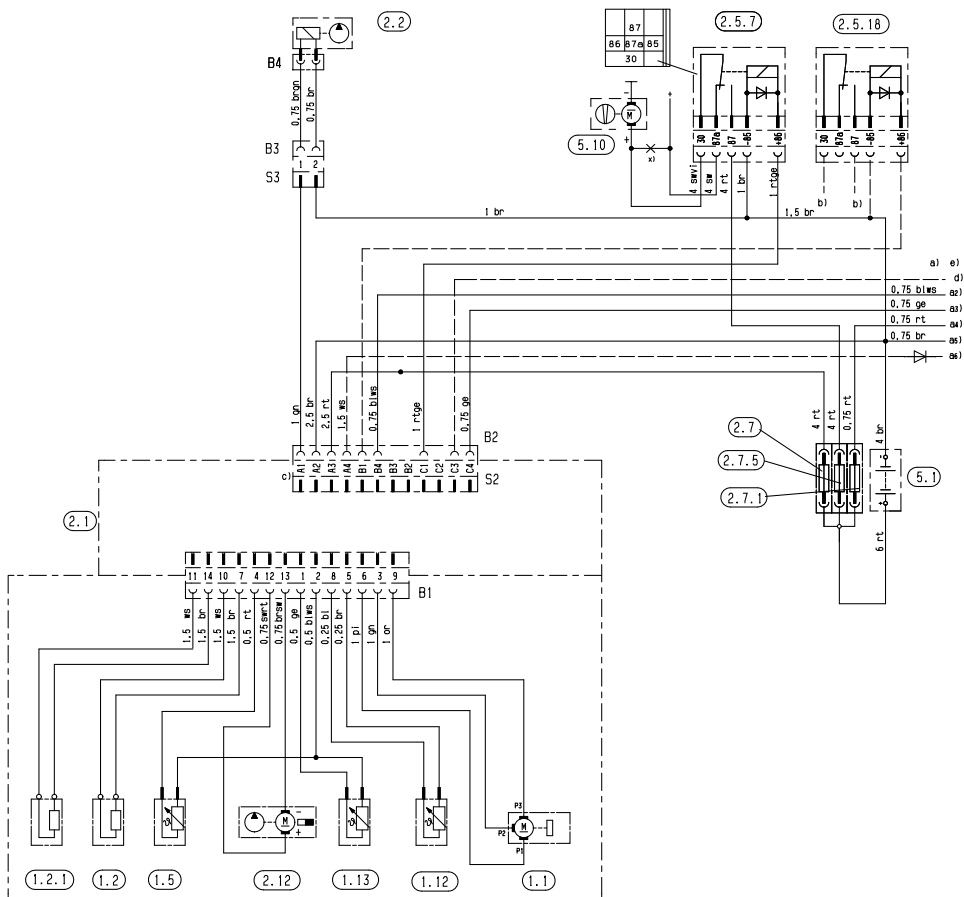 2.2
2.5.7
2.5.18
87
86 87a 85
30
B4
0,75 brgn
0,75 br
-
M
+
+
x)
5.10
30
87a
87
-85
+86
30
87a
87
-85
+86
B3
1 2
S3
4 swvi
4 sw
4 rt
1 br
1 rtge
b)
b)
1 br
1,5 br
a) e)
d)
0,75 blws a2)
0,75 ge a3)
0,75 rt a4)
0,75 br a5)
a6)
1 gn
2,5 br
2,5 rt
1,5 ws
0,75 blws
1 rtge
0,75 ge
4 rt
4 rt
0,75 rt
4 br
B2
c) A1 A2 A3 A4 B1 B4 B3 B2 C1 C2 C3 C4
S2
2.7
2.7.5
2.7.1
-
+
5.1
6 rt
2.1
11 14 10 7 4 12 13 1 2 8 5 6 3 9
B1
1,5 ws
1,5 br
1,5 ws
1,5 br
0,5 rt
0,75 swrt
0,75 brsw
0,5 ge
0,5 blws
0,25 bl
0,25 br
1 pi
1 gn
1 or
ϑ
M
-
+
ϑ
ϑ
P3
P2
M
P1
1.2.1
1.2
1.5
2.12
1.13
1.12
1.1